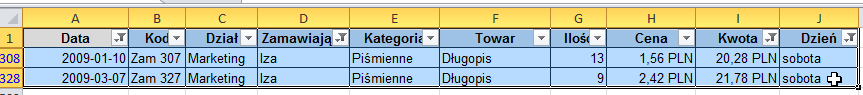 A B C D E F G H I J
1 Data Kod Dział Zamawiają Kategoria Towar Ilość Cena Kwota Dzień
308 2009-01-10 Zam 307 Marketing Iza Piśmienne Długopis 13 1,56 PLN 20,28 PLN sobota
328 2009-03-07 Zam 327 Marketing Iza Piśmienne Długopis 9 2,42 PLN 21,78 PLN sobota